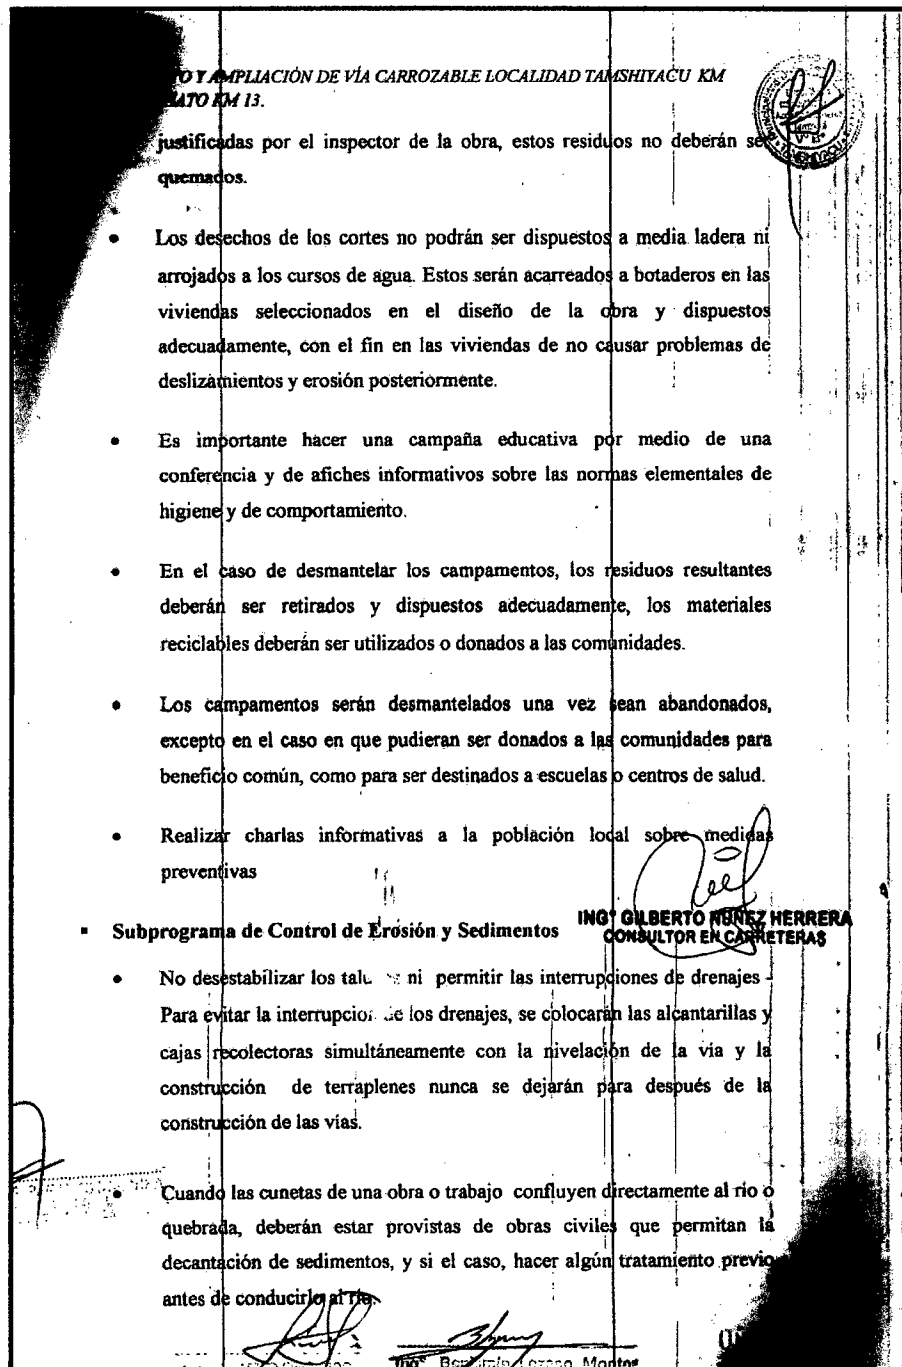 Y AMPLIACIÓN DE VÍA CARROZABLE LOCALIDAD TAMSHIYACU KM
KM 13.
justificadas por el inspector de la obra, estos residuos no deberán ser
quemados.
• Los desechos de los cortes no podrán ser dispuestos a media ladera ni
arrojados a los cursos de agua. Estos serán acarreados a botaderos en las
viviendas seleccionados en el diseño de la obra y dispuestos
adecuadamente, con el fin en las viviendas de no causar problemas de
deslizamientos y erosión posteriormente.
• Es importante hacer una campaña educativa por medio de una
conferencia y de afiches informativos sobre las normas elementales de
higiene y de comportamiento.
• En el caso de desmantelar los campamentos, los residuos resultantes
deberán ser retirados y dispuestos adecuadamente, los materiales
reciclables deberán ser utilizados o donados a las comunidades.
• Los campamentos serán desmantelados una vez sean abandonados,
excepto en el caso en que pudieran ser donados a las comunidades para
beneficio común, como para ser destinados a escuelas o centros de salud.
• Realizar charlas informativas a la población local sobre medidas
preventivas
ING° GILBERTO NUÑEZ HERRERA
CONSULTOR EN CARRETERAS
▪ Subprograma de Control de Erosión y Sedimentos
• No desestabilizar los ni permitir las interrupciones de drenajes -
Para evitar la de los drenajes, se colocarán las alcantarillas y
cajas recolectoras simultáneamente con la nivelación de la vía y la
construcción de terraplenes nunca se dejarán para después de la
construcción de las vías.
• Cuando las cunetas de una obra o trabajo confluyen directamente al río o
quebrada, deberán estar provistas de obras civiles que permitan la
decantación de sedimentos, y si el caso, hacer algún tratamiento previo
antes de conducirlo al río.
Ing° Benjamín Lozano